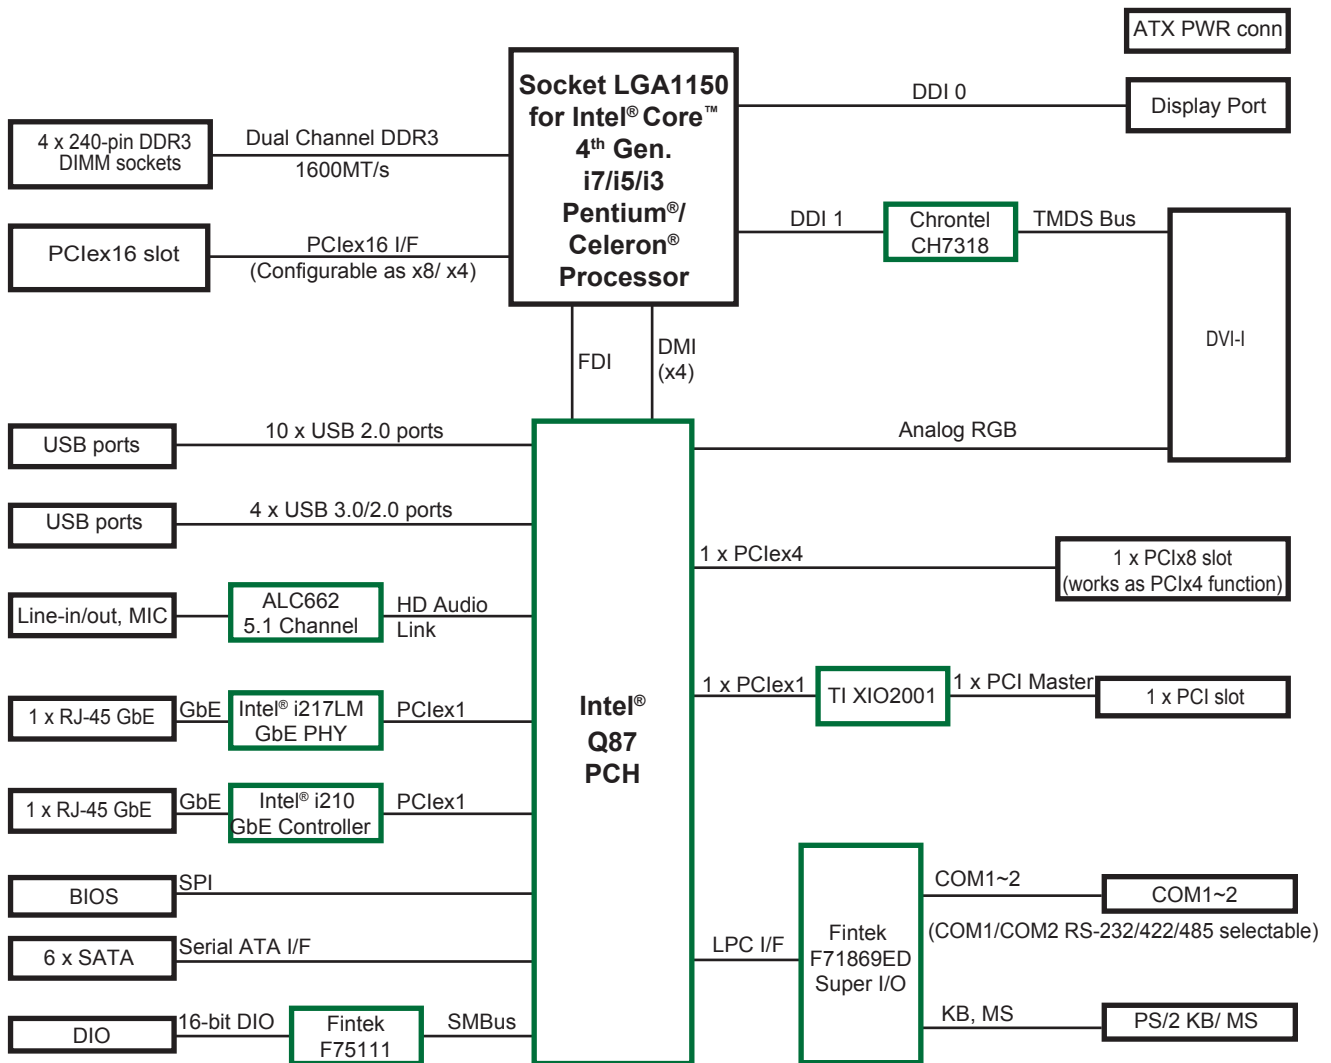 ATX PWR conn
Socket LGA1150
for Intel® Core™
4th Gen.
i7/i5/i3
Pentium®/
Celeron®
Processor
DDI 0
Display Port
4 x 240-pin DDR3
DIMM sockets
Dual Channel DDR3
1600MT/s
PCIex16 slot
PCIex16 I/F
(Configurable as x8/ x4)
DDI 1
Chrontel
CH7318
TMDS Bus
DVI-I
FDI
DMI
(x4)
USB ports
10 x USB 2.0 ports
Analog RGB
USB ports
4 x USB 3.0/2.0 ports
1 x PCIex4
1 x PCIx8 slot
(works as PCIx4 function)
Line-in/out, MIC
ALC662
5.1 Channel
HD Audio
Link
1 x RJ-45 GbE
GbE
Intel® i217LM
GbE PHY
PCIex1
Intel®
Q87
PCH
1 x PCIex1
TI XIO2001
1 x PCI Master
1 x PCI slot
1 x RJ-45 GbE
GbE
Intel® i210
GbE Controller
PCIex1
BIOS
SPI
6 x SATA
Serial ATA I/F
DIO
16-bit DIO
Fintek
F75111
SMBus
LPC I/F
Fintek
F71869ED
Super I/O
COM1~2
COM1~2
(COM1/COM2 RS-232/422/485 selectable)
KB, MS
PS/2 KB/ MS